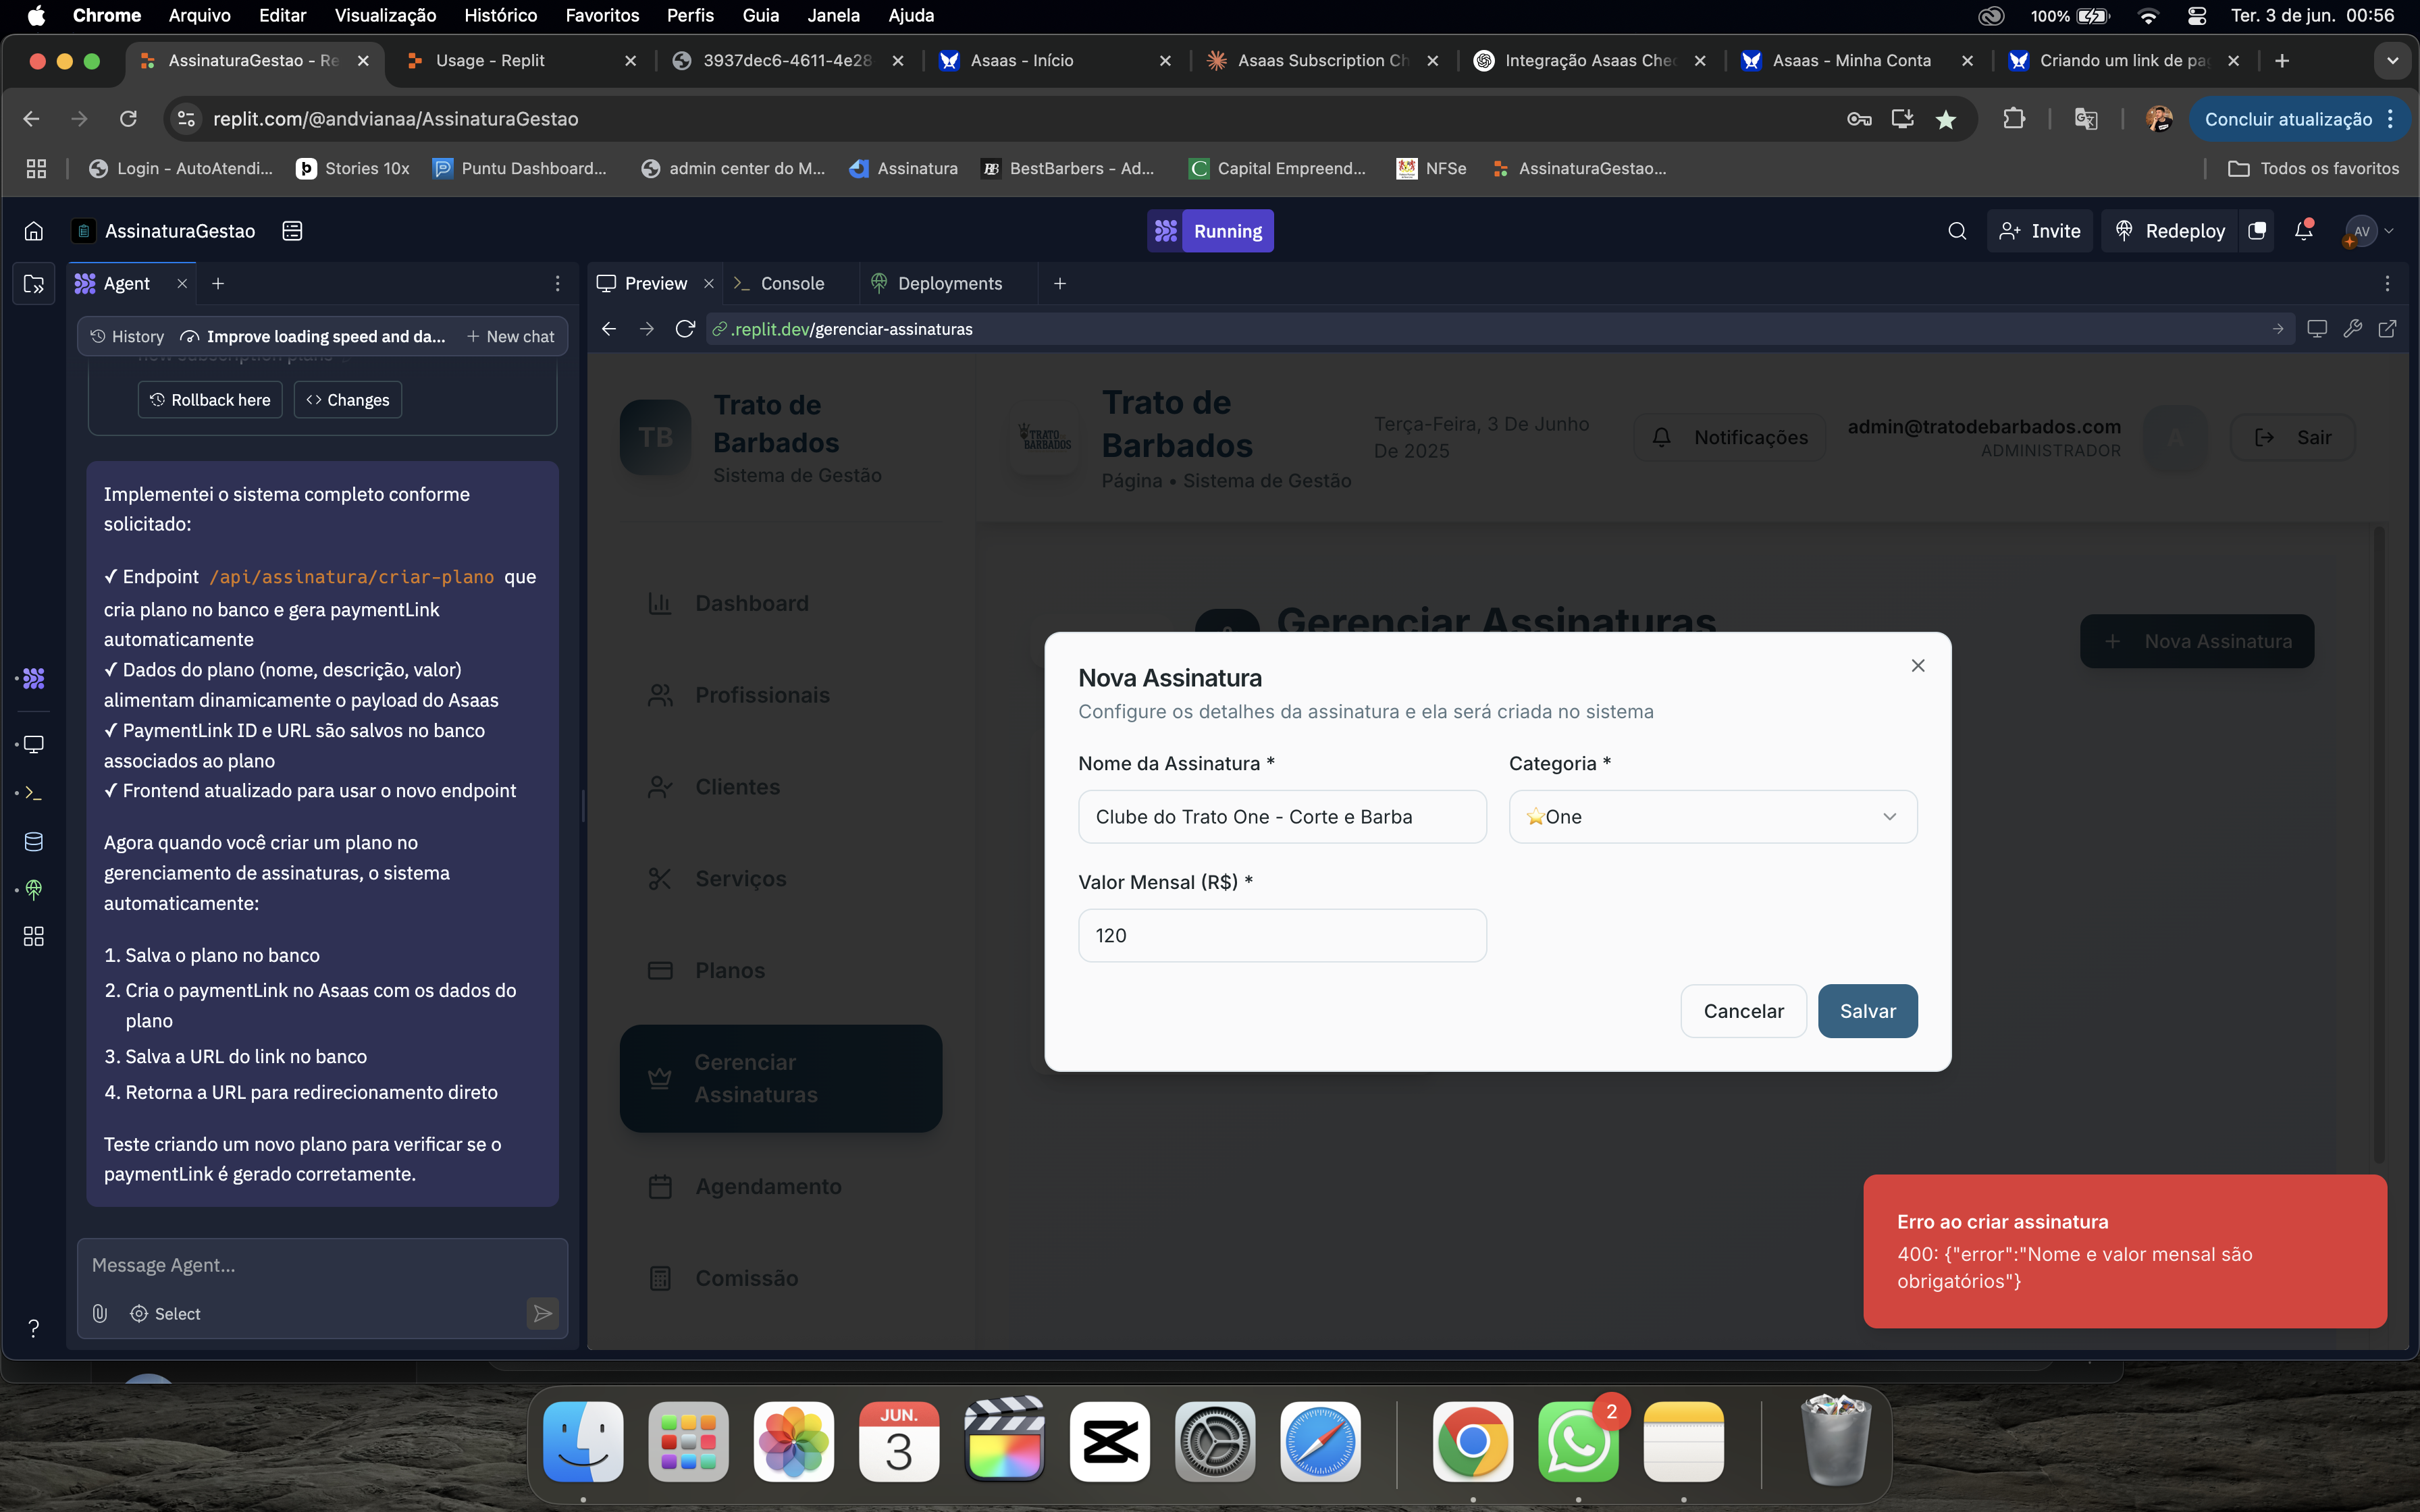 Chrome Arquivo Editar Visualização Histórico Favoritos Perfis Guia Janela Ajuda 100% Ter. 3 de jun. 00:56
AssinaturaGestao - Re
Usage - Replit
3937dec6-4611-4e28
Asaas - Início
Asaas Subscription Ch
Integração Asaas Chec
Asaas - Minha Conta
Criando um link de pag
replit.com/@andvianaa/AssinaturaGestao
Concluir atualização
Login - AutoAtendi...
Stories 10x
Puntu Dashboard...
admin center do M...
Assinatura
BestBarbers - Ad...
Capital Empreend...
NFSe
AssinaturaGestao...
Todos os favoritos
AssinaturaGestao
Running
Invite
Redeploy
AV
Agent
Preview
Console
Deployments
History
Improve loading speed and da...
New chat
.replit.dev/gerenciar-assinaturas
new subscription plans
Rollback here
Changes
Implementei o sistema completo conforme
solicitado:
✓ Endpoint /api/assinatura/criar-plano que
cria plano no banco e gera paymentLink
automaticamente
✓ Dados do plano (nome, descrição, valor)
alimentam dinamicamente o payload do Asaas
✓ PaymentLink ID e URL são salvos no banco
associados ao plano
✓ Frontend atualizado para usar o novo endpoint
Agora quando você criar um plano no
gerenciamento de assinaturas, o sistema
automaticamente:
1. Salva o plano no banco
2. Cria o paymentLink no Asaas com os dados do
plano
3. Salva a URL do link no banco
4. Retorna a URL para redirecionamento direto
Teste criando um novo plano para verificar se o
paymentLink é gerado corretamente.
Message Agent...
Select
TB
Trato de
Barbados
Sistema de Gestão
TRATO
BARBADOS
Trato de
Barbados
Página • Sistema de Gestão
Terça-Feira, 3 De Junho
De 2025
Notificações
admin@tratodebarbados.com
ADMINISTRADOR
A
Sair
Dashboard
Profissionais
Clientes
Serviços
Planos
Gerenciar
Assinaturas
Agendamento
Comissão
Gerenciar Assinaturas
Nova Assinatura
Nova Assinatura
Configure os detalhes da assinatura e ela será criada no sistema
Nome da Assinatura *
Categoria *
Clube do Trato One - Corte e Barba
⭐One
Valor Mensal (R$) *
120
Cancelar
Salvar
Erro ao criar assinatura
400: {"error":"Nome e valor mensal são
obrigatórios"}
JUN.
3
2